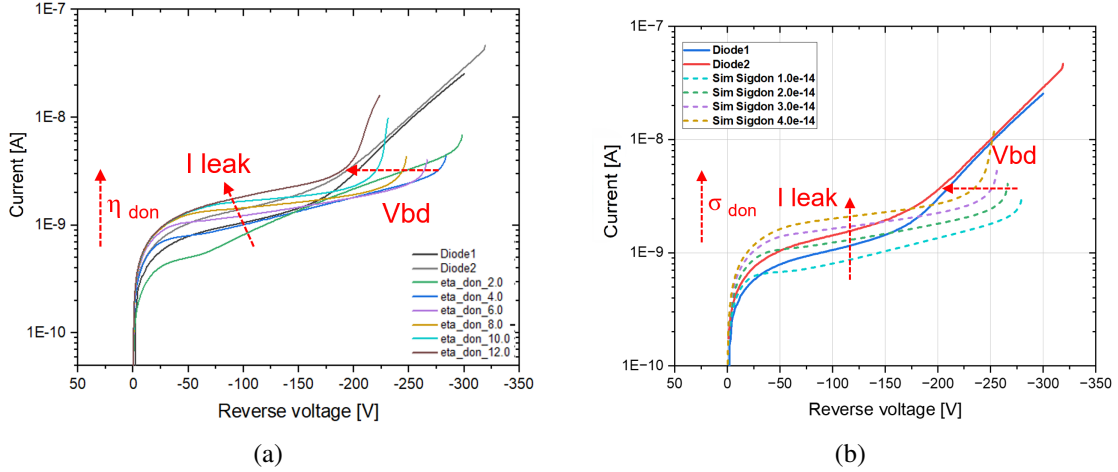 1E-7
1E-8
1E-9
1E-10
Current [A]
50
0
-50
-100
-150
-200
-250
-300
-350
Reverse voltage [V]
η don
I leak
Vbd
Diode1
Diode2
eta_don_2.0
eta_don_4.0
eta_don_6.0
eta_don_8.0
eta_don_10.0
eta_don_12.0
(a)
1E-7
1E-8
1E-9
1E-10
Current [A]
50
0
−50
−100
−150
−200
−250
−300
−350
Reverse voltage [V]
Diode1
Diode2
Sim Sigdon 1.0e-14
Sim Sigdon 2.0e-14
Sim Sigdon 3.0e-14
Sim Sigdon 4.0e-14
σ don
I leak
Vbd
(b)